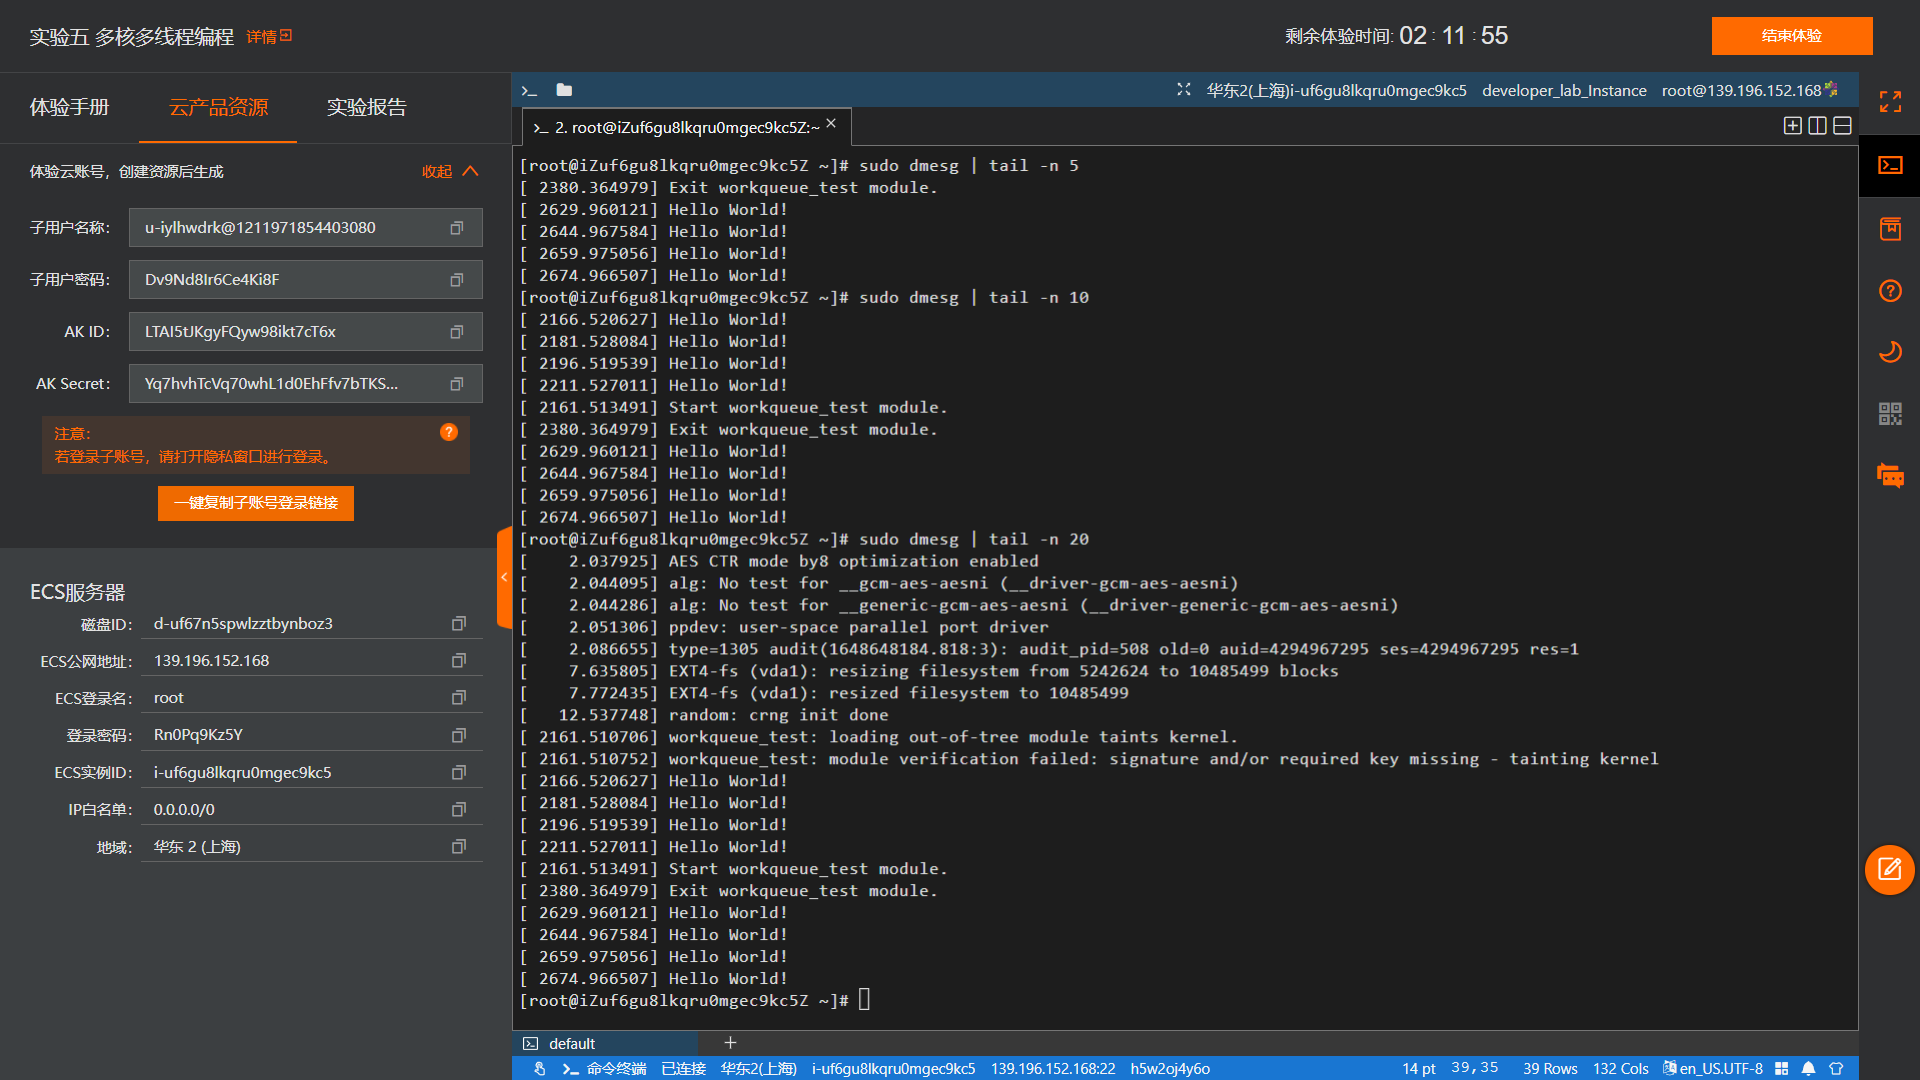 实验五 多核多线程编程 详情
剩余体验时间: 02 : 11 : 55
结束体验
体验手册 云产品资源 实验报告
体验云账号，创建资源后生成 收起
子用户名称： u-iylhwdrk@1211971854403080
子用户密码： Dv9Nd8Ir6Ce4Ki8F
AK ID： LTAI5tJKgyFQyw98ikt7cT6x
AK Secret： Yq7hvhTcVq70whL1d0EhFfv7bTKS...
注意：
若登录子账号，请打开隐私窗口进行登录。
一键复制子账号登录链接
ECS服务器
磁盘ID： d-uf67n5spwlzztbynboz3
ECS公网地址： 139.196.152.168
ECS登录名： root
登录密码： Rn0Pq9Kz5Y
ECS实例ID： i-uf6gu8lkqru0mgec9kc5
IP白名单： 0.0.0.0/0
地域： 华东 2 (上海)
华东2(上海)i-uf6gu8lkqru0mgec9kc5 developer_lab_Instance root@139.196.152.168
2. root@iZuf6gu8lkqru0mgec9kc5Z:~
[root@iZuf6gu8lkqru0mgec9kc5Z ~]# sudo dmesg | tail -n 5
[ 2380.364979] Exit workqueue_test module.
[ 2629.960121] Hello World!
[ 2644.967584] Hello World!
[ 2659.975056] Hello World!
[ 2674.966507] Hello World!
[root@iZuf6gu8lkqru0mgec9kc5Z ~]# sudo dmesg | tail -n 10
[ 2166.520627] Hello World!
[ 2181.528084] Hello World!
[ 2196.519539] Hello World!
[ 2211.527011] Hello World!
[ 2161.513491] Start workqueue_test module.
[ 2380.364979] Exit workqueue_test module.
[ 2629.960121] Hello World!
[ 2644.967584] Hello World!
[ 2659.975056] Hello World!
[ 2674.966507] Hello World!
[root@iZuf6gu8lkqru0mgec9kc5Z ~]# sudo dmesg | tail -n 20
[    2.037925] AES CTR mode by8 optimization enabled
[    2.044095] alg: No test for __gcm-aes-aesni (__driver-gcm-aes-aesni)
[    2.044286] alg: No test for __generic-gcm-aes-aesni (__driver-generic-gcm-aes-aesni)
[    2.051306] ppdev: user-space parallel port driver
[    2.086655] type=1305 audit(1648648184.818:3): audit_pid=508 old=0 auid=4294967295 ses=4294967295 res=1
[    7.635805] EXT4-fs (vda1): resizing filesystem from 5242624 to 10485499 blocks
[    7.772435] EXT4-fs (vda1): resized filesystem to 10485499
[   12.537748] random: crng init done
[ 2161.510706] workqueue_test: loading out-of-tree module taints kernel.
[ 2161.510752] workqueue_test: module verification failed: signature and/or required key missing - tainting kernel
[ 2166.520627] Hello World!
[ 2181.528084] Hello World!
[ 2196.519539] Hello World!
[ 2211.527011] Hello World!
[ 2161.513491] Start workqueue_test module.
[ 2380.364979] Exit workqueue_test module.
[ 2629.960121] Hello World!
[ 2644.967584] Hello World!
[ 2659.975056] Hello World!
[ 2674.966507] Hello World!
[root@iZuf6gu8lkqru0mgec9kc5Z ~]#
default
命令终端 已连接 华东2(上海) i-uf6gu8lkqru0mgec9kc5 139.196.152.168:22 h5w2oj4y6o 14 pt 39,35 39 Rows 132 Cols en_US.UTF-8